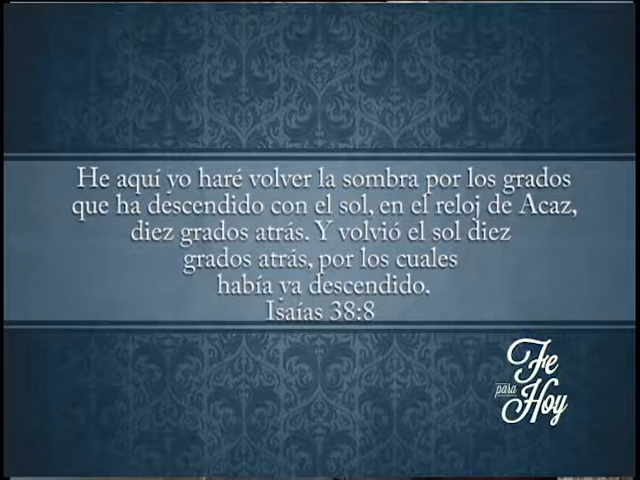 He aquí yo haré volver la sombra por los grados
que ha descendido con el sol, en el reloj de Acaz,
diez grados atrás. Y volvió el sol diez
grados atrás, por los cuales
había ya descendido.
Isaías 38:8
Fe
para
Hoy